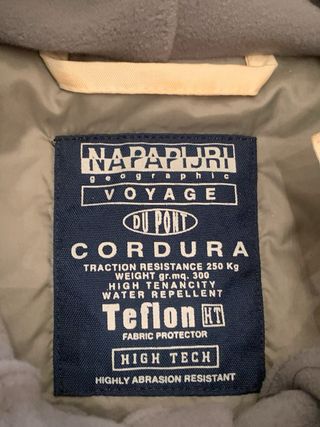 NAPAPIJRI
geographic
VOYAGE
DU PONT
CORDURA
TRACTION RESISTANCE 250 Kg
WEIGHT gr.mq. 300
HIGH TENANCITY
WATER REPELLENT
Teflon HT
FABRIC PROTECTOR
HIGH TECH
HIGHLY ABRASION RESISTANT